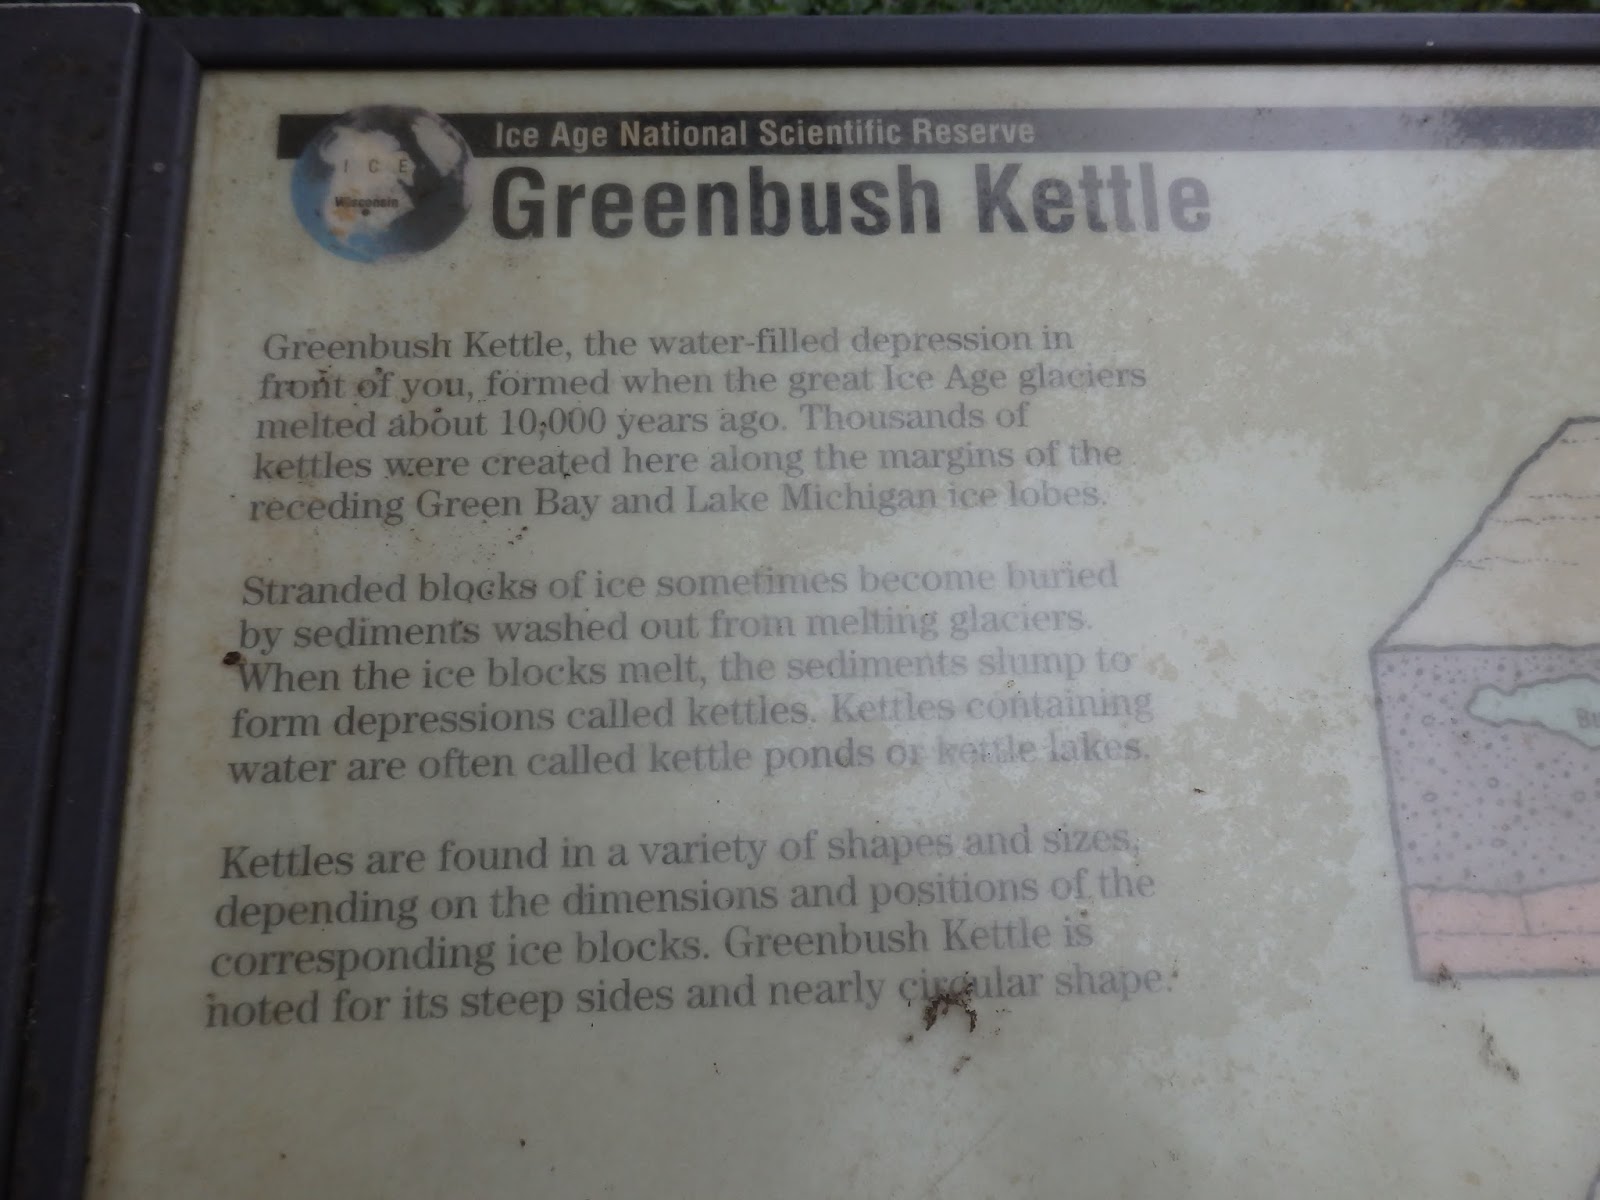 Ice Age National Scientific Reserve
I C E
Wisconsin
Greenbush Kettle
Greenbush Kettle, the water-filled depression in
front of you, formed when the great Ice Age glaciers
melted about 10,000 years ago. Thousands of
kettles were created here along the margins of the
receding Green Bay and Lake Michigan ice lobes.
Stranded blocks of ice sometimes become buried
by sediments washed out from melting glaciers.
When the ice blocks melt, the sediments slump to
form depressions called kettles. Kettles containing
water are often called kettle ponds or kettle lakes.
Kettles are found in a variety of shapes and sizes,
depending on the dimensions and positions of the
corresponding ice blocks. Greenbush Kettle is
noted for its steep sides and nearly circular shape.